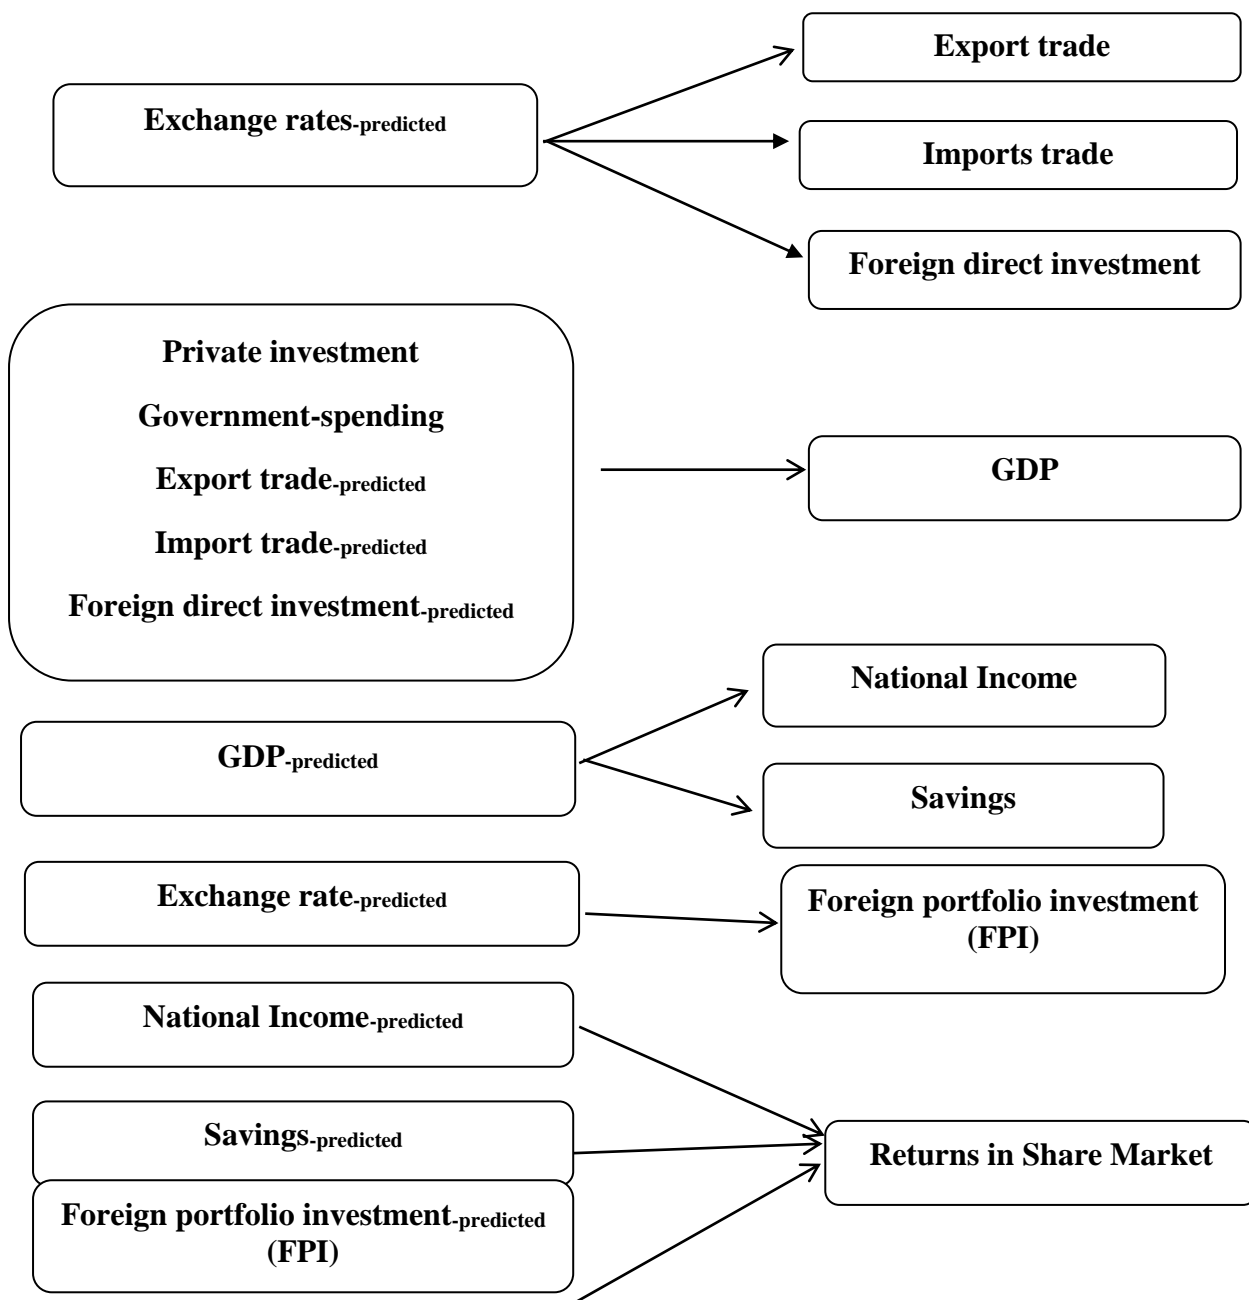 Export trade
Exchange rates-predicted
Imports trade
Foreign direct investment
Private investment
Government-spending
Export trade-predicted
Import trade-predicted
Foreign direct investment-predicted
GDP
National Income
GDP-predicted
Savings
Exchange rate-predicted
Foreign portfolio investment
(FPI)
National Income-predicted
Savings-predicted
Returns in Share Market
Foreign portfolio investment-predicted
(FPI)